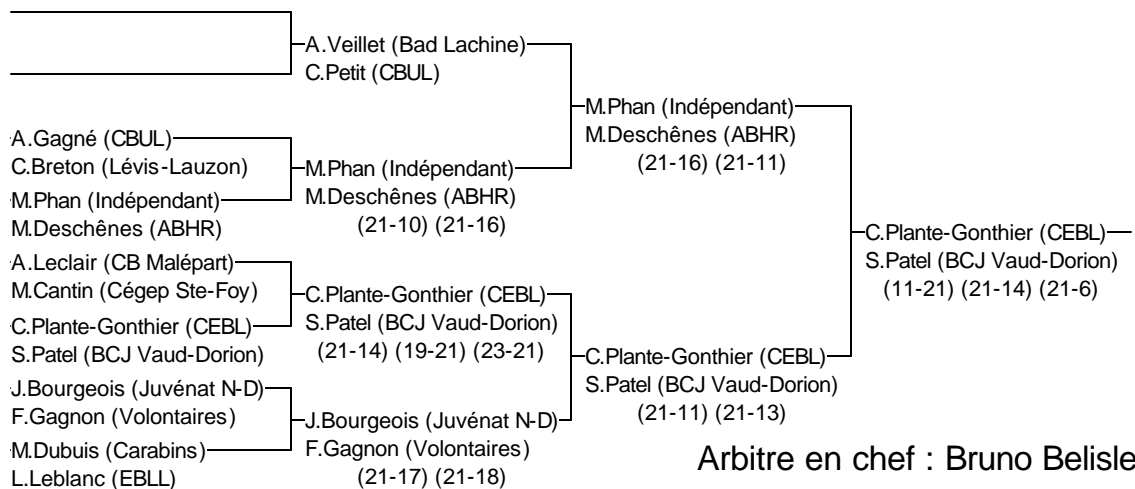 A.Veillet (Bad Lachine)
C.Petit (CBUL)
M.Phan (Indépendant)
M.Deschênes (ABHR)
(21-16) (21-11)
A.Gagné (CBUL)
C.Breton (Lévis-Lauzon)
M.Phan (Indépendant)
M.Deschênes (ABHR)
M.Phan (Indépendant)
M.Deschênes (ABHR)
(21-10) (21-16)
C.Plante-Gonthier (CEBL)
S.Patel (BCJ Vaud-Dorion)
(11-21) (21-14) (21-6)
A.Leclair (CB Malépart)
M.Cantin (Cégep Ste-Foy)
C.Plante-Gonthier (CEBL)
S.Patel (BCJ Vaud-Dorion)
C.Plante-Gonthier (CEBL)
S.Patel (BCJ Vaud-Dorion)
(21-14) (19-21) (23-21)
C.Plante-Gonthier (CEBL)
S.Patel (BCJ Vaud-Dorion)
(21-11) (21-13)
J.Bourgeois (Juvénat N-D)
F.Gagnon (Volontaires)
M.Dubuis (Carabins)
L.Leblanc (EBLL)
J.Bourgeois (Juvénat N-D)
F.Gagnon (Volontaires)
(21-17) (21-18)
Arbitre en chef : Bruno Belisle